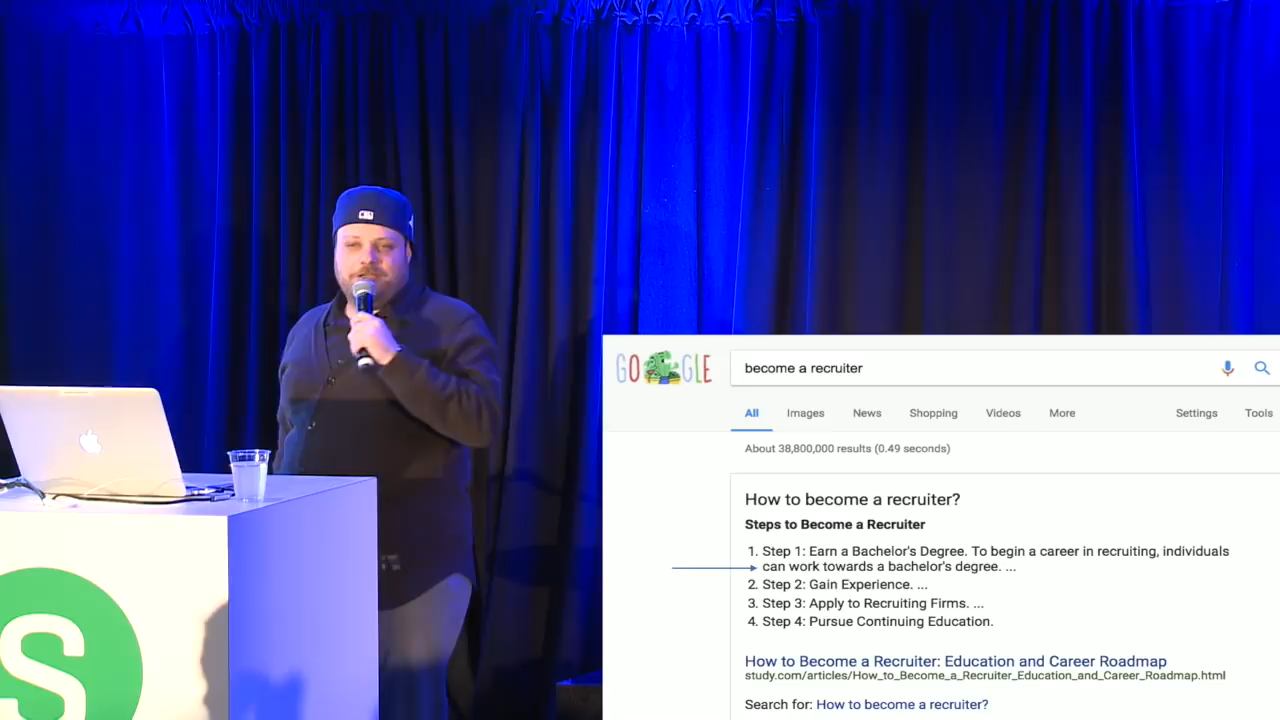 GOOGLE
become a recruiter
All Images News Shopping Videos More Settings Tools
About 38,800,000 results (0.49 seconds)
How to become a recruiter?
Steps to Become a Recruiter
1. Step 1: Earn a Bachelor's Degree. To begin a career in recruiting, individuals
can work towards a bachelor's degree. ...
2. Step 2: Gain Experience. ...
3. Step 3: Apply to Recruiting Firms. ...
4. Step 4: Pursue Continuing Education.
How to Become a Recruiter: Education and Career Roadmap
study.com/articles/How_to_Become_a_Recruiter_Education_and_Career_Roadmap.html
Search for: How to become a recruiter?
S